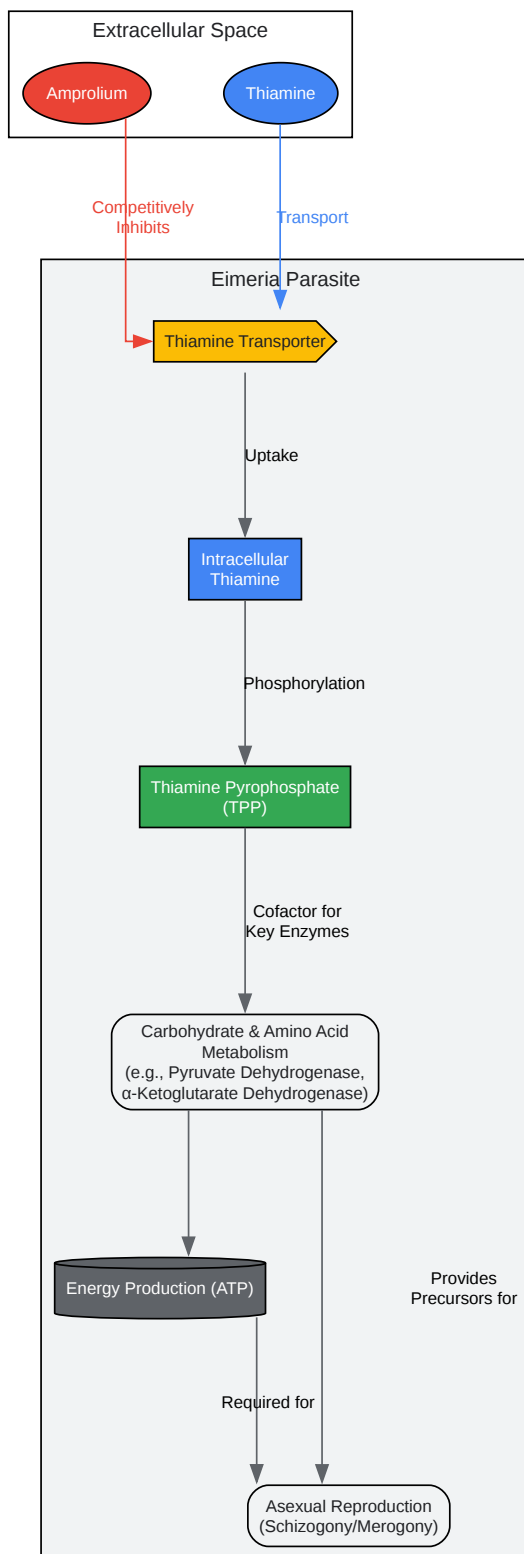 Extracellular Space
Amprolium
Thiamine
Competitively
Inhibits
Transport
Eimeria Parasite
Thiamine Transporter
Uptake
Intracellular
Thiamine
Phosphorylation
Thiamine Pyrophosphate
(TPP)
Cofactor for
Key Enzymes
Carbohydrate & Amino Acid
Metabolism
(e.g., Pyruvate Dehydrogenase,
α-Ketoglutarate Dehydrogenase)
Energy Production (ATP)
Provides
Precursors for
Required for
Asexual Reproduction
(Schizogony/Merogony)